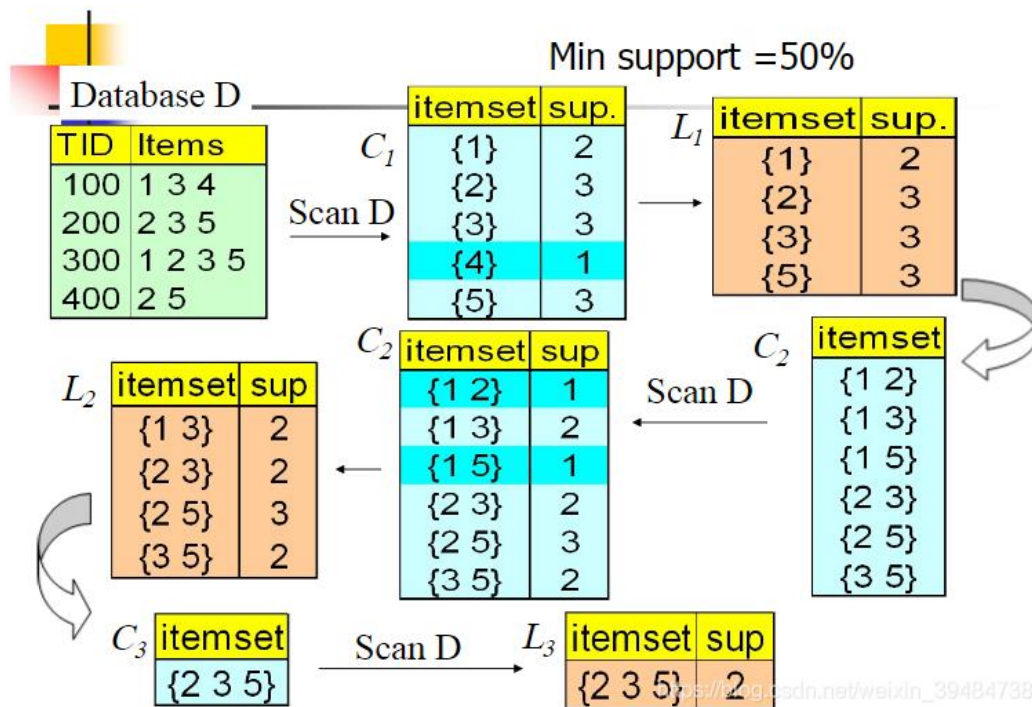 Min support =50%
Database D
TID Items
100 1 3 4
200 2 3 5
300 1 2 3 5
400 2 5
Scan D
C1
itemset sup.
{1} 2
{2} 3
{3} 3
{4} 1
{5} 3
L1
itemset sup.
{1} 2
{2} 3
{3} 3
{5} 3
C2
itemset
{1 2}
{1 3}
{1 5}
{2 3}
{2 5}
{3 5}
Scan D
C2
itemset sup
{1 2} 1
{1 3} 2
{1 5} 1
{2 3} 2
{2 5} 3
{3 5} 2
L2
itemset sup
{1 3} 2
{2 3} 2
{2 5} 3
{3 5} 2
C3
itemset
{2 3 5}
Scan D
L3
itemset sup
{2 3 5} 2
https://blog.csdn.net/weixin_39484738